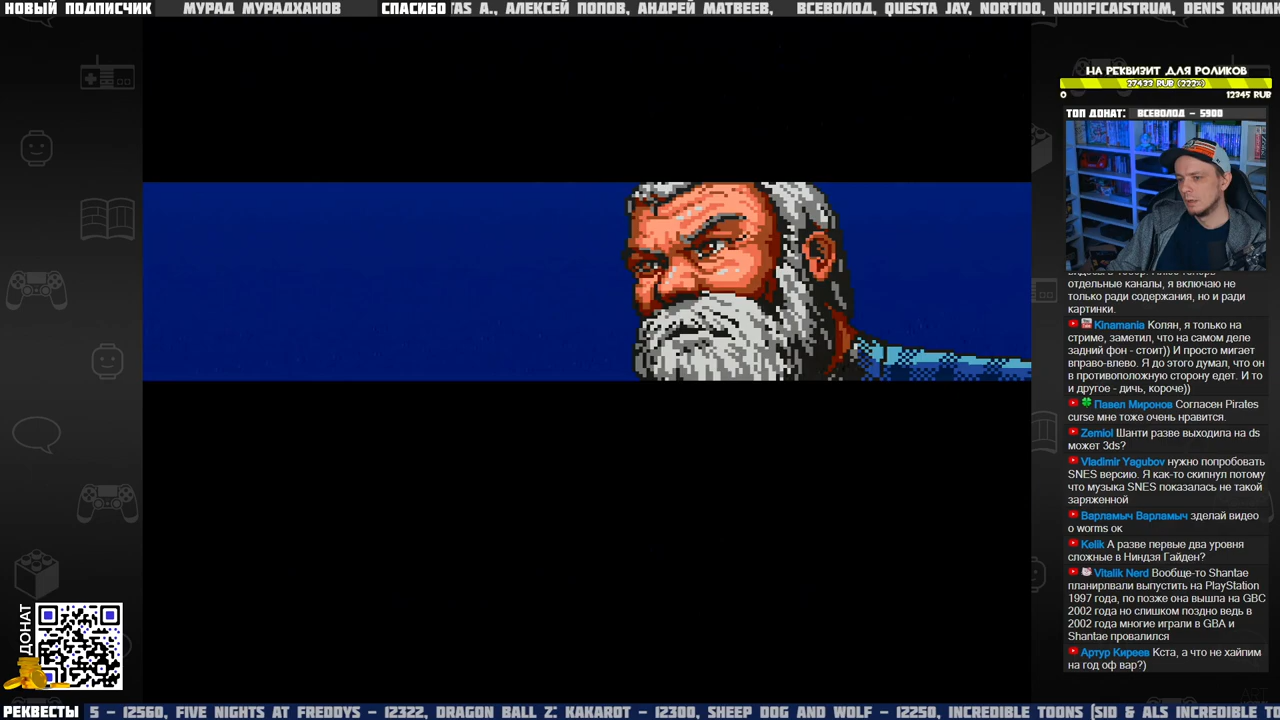 НОВЫЙ ПОДПИСЧИК МУРАД МУРАДХАНОВ СПАСИБО AS A., АЛЕКСЕЙ ПОПОВ, АНДРЕЙ МАТВЕЕВ, ВСЕВОЛОД, QUESTA JAY, NORTIDO, NUDIFICAISTRUM, DENIS KRUMK
НА РЕКВИЗИТ ДЛЯ РОЛИКОВ
27433 RUB (222%)
0 12345 RUB
ТОП ДОНАТ: ВСЕВОЛОД - 5900
отдельные каналы, я включаю не
только ради содержания, но и ради
картинки.
Kinamania Колян, я только на
стриме, заметил, что на самом деле
задний фон - стоит)) И просто мигает
вправо-влево. Я до этого думал, что он
в противоположную сторону едет. И то
и другое - дичь, короче))
Павел Миронов Согласен Pirates
curse мне тоже очень нравится.
Zemiol Шанти разве выходила на ds
может 3ds?
Vladimir Yagubov нужно попробовать
SNES версию. Я как-то скипнул потому
что музыка SNES показалась не такой
заряженной
Варламыч Варламыч зделай видео
о worms ок
Kelik А разве первые два уровня
сложные в Ниндзя Гайден?
Vitalik Nerd Вообще-то Shantae
планирлвали выпустить на PlayStation
1997 года, по позже она вышла на GBC
2002 года но слишком поздно ведь в
2002 года многие играли в GBA и
Shantae провалился
Артур Киреев Кста, а что не хайпим
на год оф вар?)
ДОНАТ
РЕКВЕСТЫ 5 - 12560, FIVE NIGHTS AT FREDDYS - 12322, DRAGON BALL Z: KAKAROT - 12300, SHEEP DOG AND WOLF - 12250, INCREDIBLE TOONS (SID & ALS INCREDIBLE T